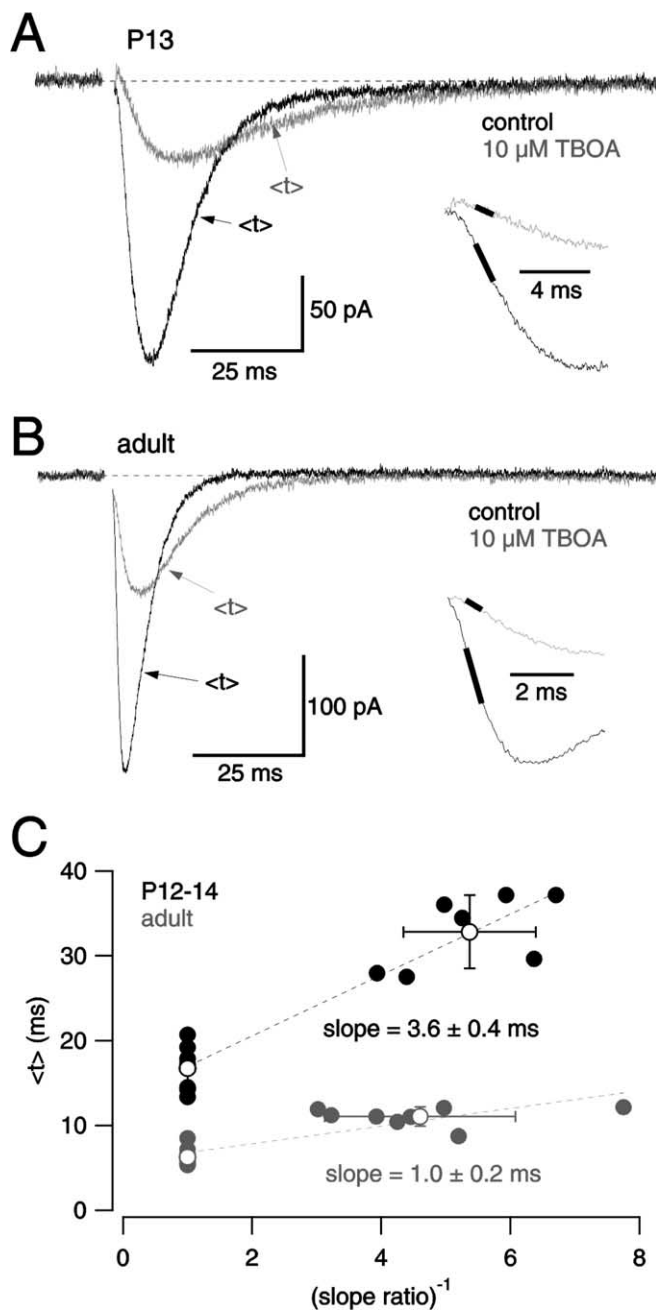 A
P13
control
10 µM TBOA
<t>
<t>
4 ms
50 pA
25 ms
B
adult
control
10 µM TBOA
<t>
<t>
2 ms
100 pA
25 ms
C
40
P12-14
adult
30
<t> (ms)
20
slope = 3.6 ± 0.4 ms
10
slope = 1.0 ± 0.2 ms
0
0 2 4 6 8
(slope ratio)⁻¹